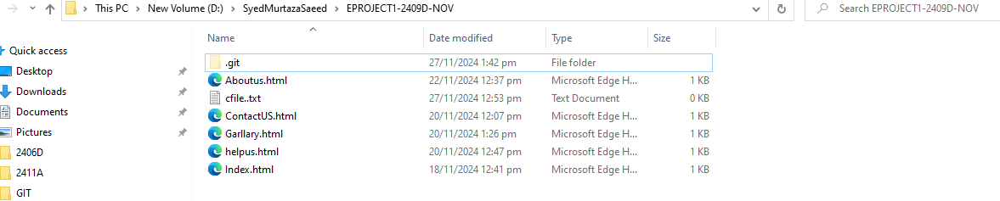 This PC > New Volume (D:) > SyedMurtazaSaeed > EPROJECT1-2409D-NOV
Search EPROJECT1-2409D-NOV
Name Date modified Type Size
Quick access
Desktop
Downloads
Documents
Pictures
2406D
2411A
GIT
.git 27/11/2024 1:42 pm File folder
Aboutus.html 22/11/2024 12:37 pm Microsoft Edge H... 1 KB
cfile..txt 27/11/2024 12:53 pm Text Document 0 KB
ContactUS.html 20/11/2024 12:07 pm Microsoft Edge H... 1 KB
Garllary.html 20/11/2024 1:26 pm Microsoft Edge H... 1 KB
helpus.html 20/11/2024 12:47 pm Microsoft Edge H... 1 KB
Index.html 18/11/2024 12:41 pm Microsoft Edge H... 1 KB